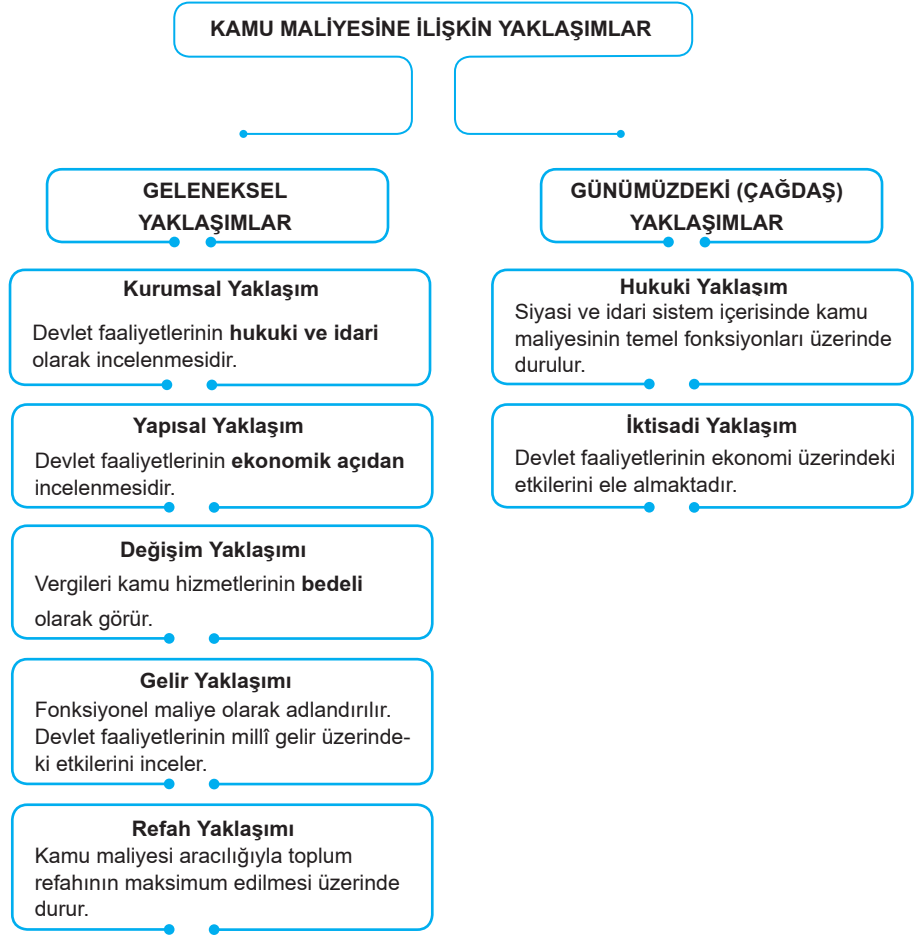 KAMU MALİYESİNE İLİŞKİN YAKLAŞIMLAR
GELENEKSEL
YAKLAŞIMLAR
Kurumsal Yaklaşım
Devlet faaliyetlerinin hukuki ve idari
olarak incelenmesidir.
Yapısal Yaklaşım
Devlet faaliyetlerinin ekonomik açıdan
incelenmesidir.
Değişim Yaklaşımı
Vergileri kamu hizmetlerinin bedeli
olarak görür.
Gelir Yaklaşımı
Fonksiyonel maliye olarak adlandırılır.
Devlet faaliyetlerinin millî gelir üzerinde-
ki etkilerini inceler.
Refah Yaklaşımı
Kamu maliyesi aracılığıyla toplum
refahının maksimum edilmesi üzerinde
durur.
GÜNÜMÜZDEKİ (ÇAĞDAŞ)
YAKLAŞIMLAR
Hukuki Yaklaşım
Siyasi ve idari sistem içerisinde kamu
maliyesinin temel fonksiyonları üzerinde
durulur.
İktisadi Yaklaşım
Devlet faaliyetlerinin ekonomi üzerindeki
etkilerini ele almaktadır.